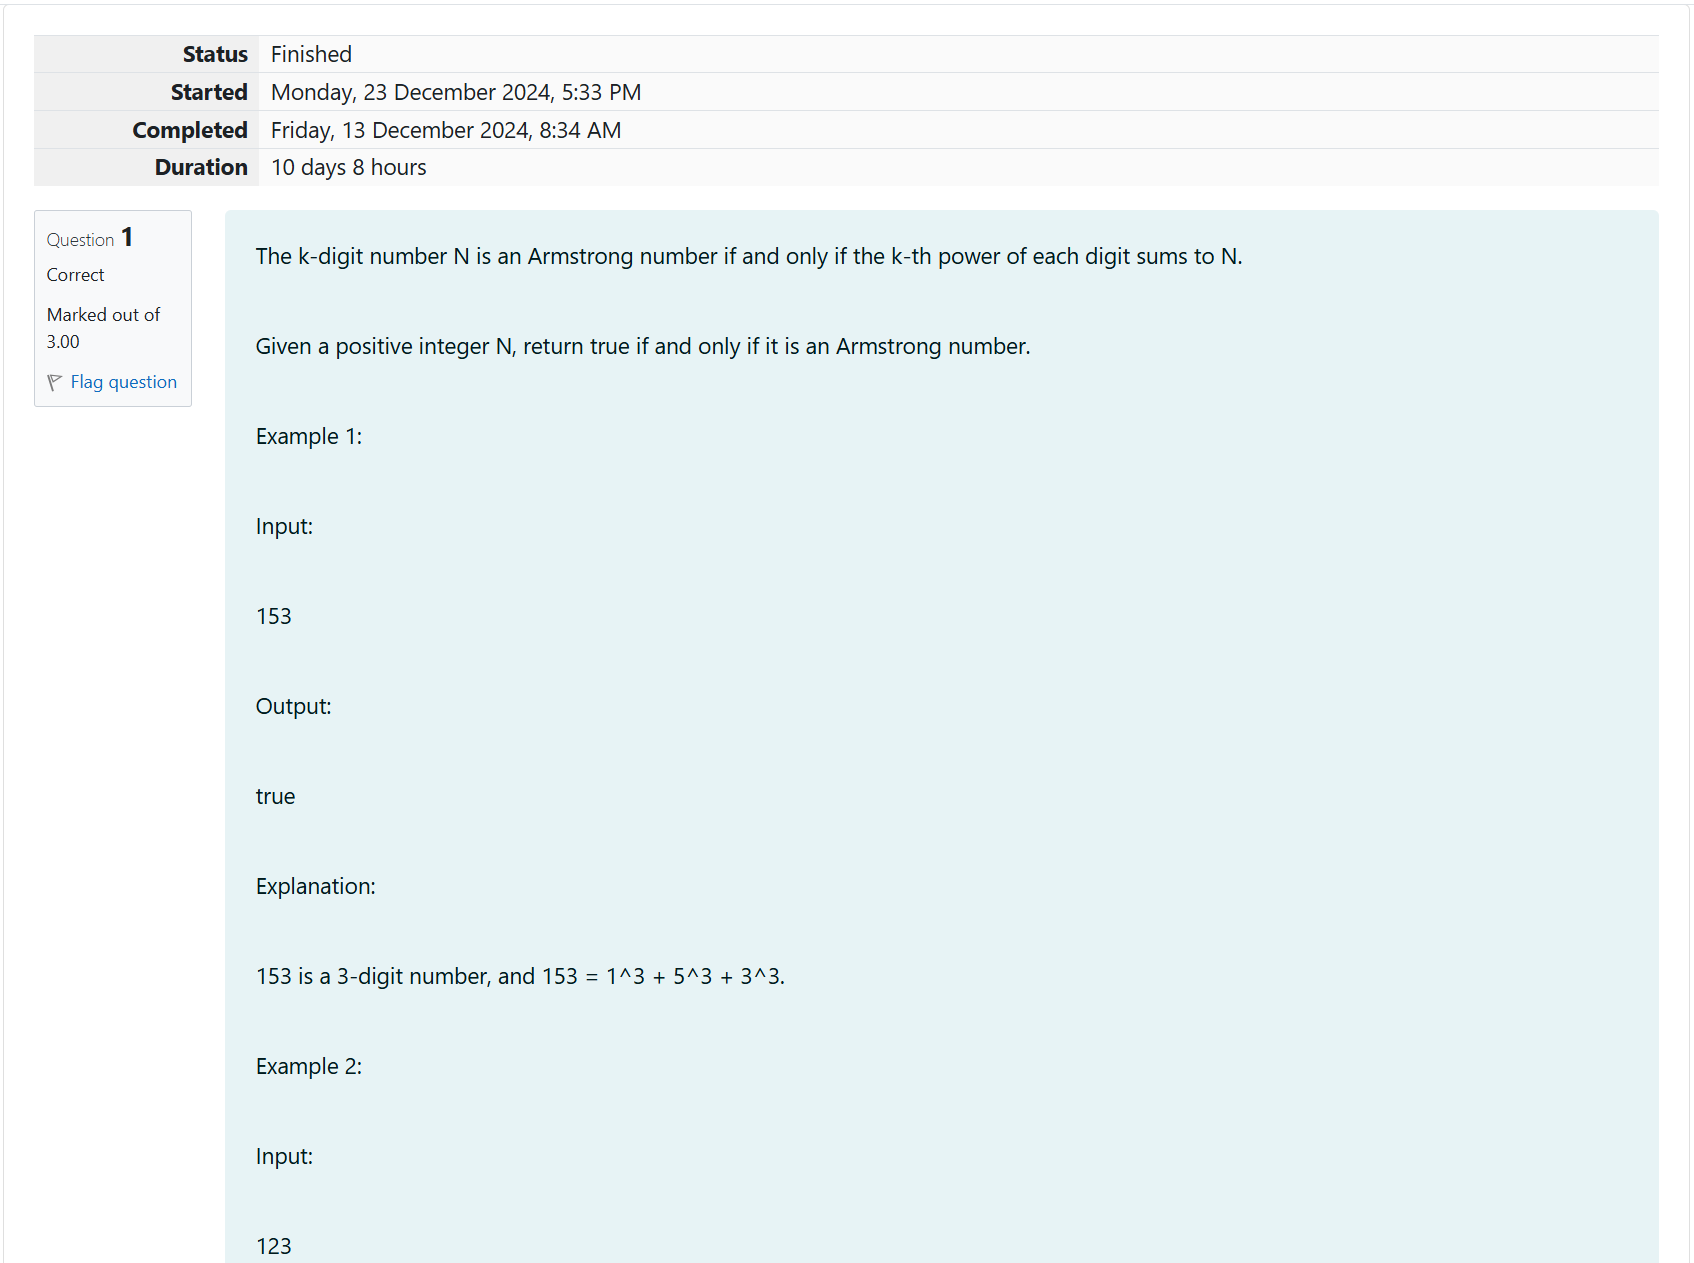 Status Finished
Started Monday, 23 December 2024, 5:33 PM
Completed Friday, 13 December 2024, 8:34 AM
Duration 10 days 8 hours
Question 1
Correct
Marked out of
3.00
Flag question
The k-digit number N is an Armstrong number if and only if the k-th power of each digit sums to N.
Given a positive integer N, return true if and only if it is an Armstrong number.
Example 1:
Input:
153
Output:
true
Explanation:
153 is a 3-digit number, and 153 = 1^3 + 5^3 + 3^3.
Example 2:
Input:
123